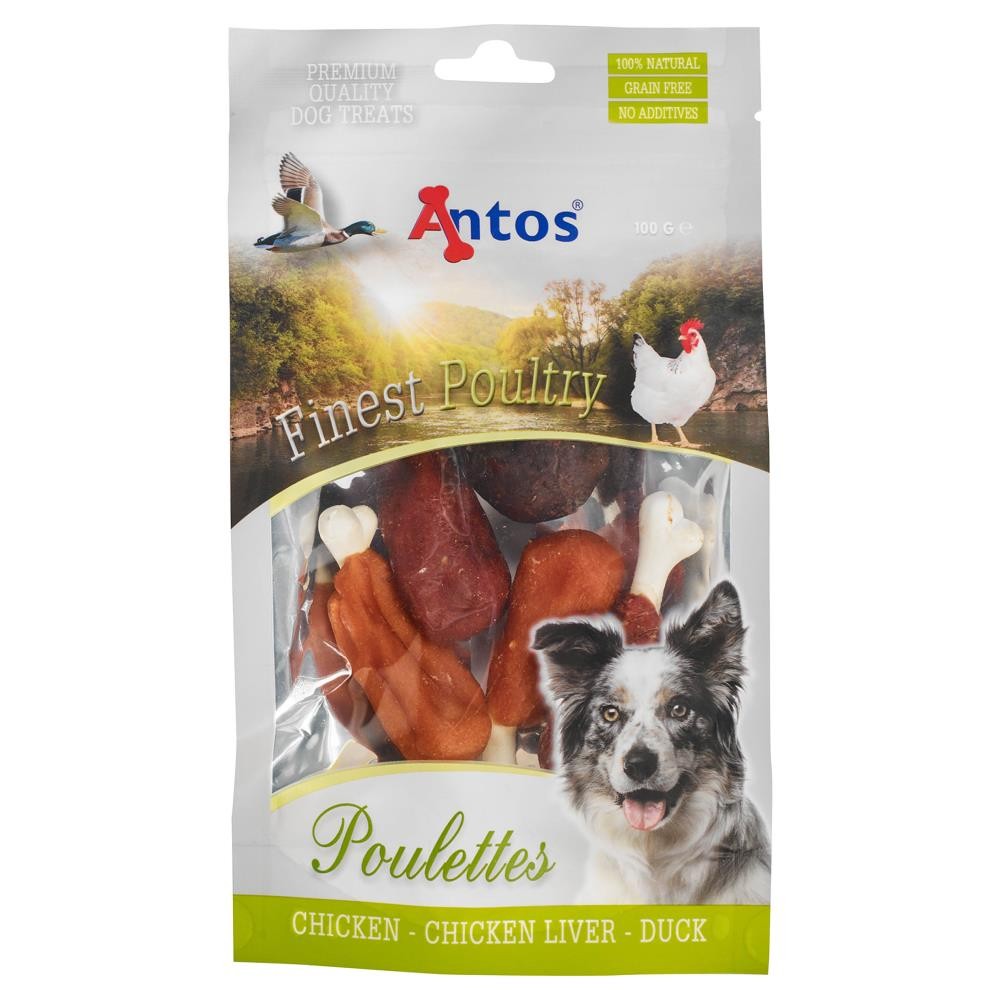 PREMIUM
QUALITY
DOG TREATS
100% NATURAL
GRAIN FREE
NO ADDITIVES
Antos®
100 G ℮
Finest Poultry
Poulettes
CHICKEN - CHICKEN LIVER - DUCK